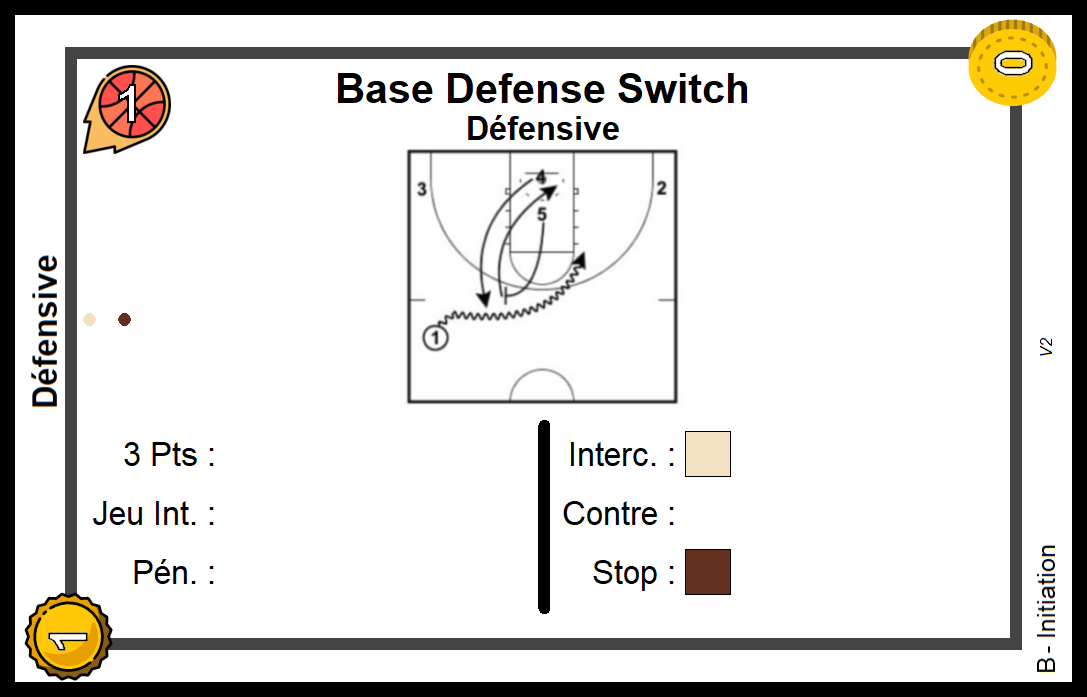 0
1
Base Defense Switch
Défensive
4
3
2
5
1
Défensive
V2
3 Pts :
Interc. :
Jeu Int. :
Contre :
Pén. :
Stop :
1
B - Initiation